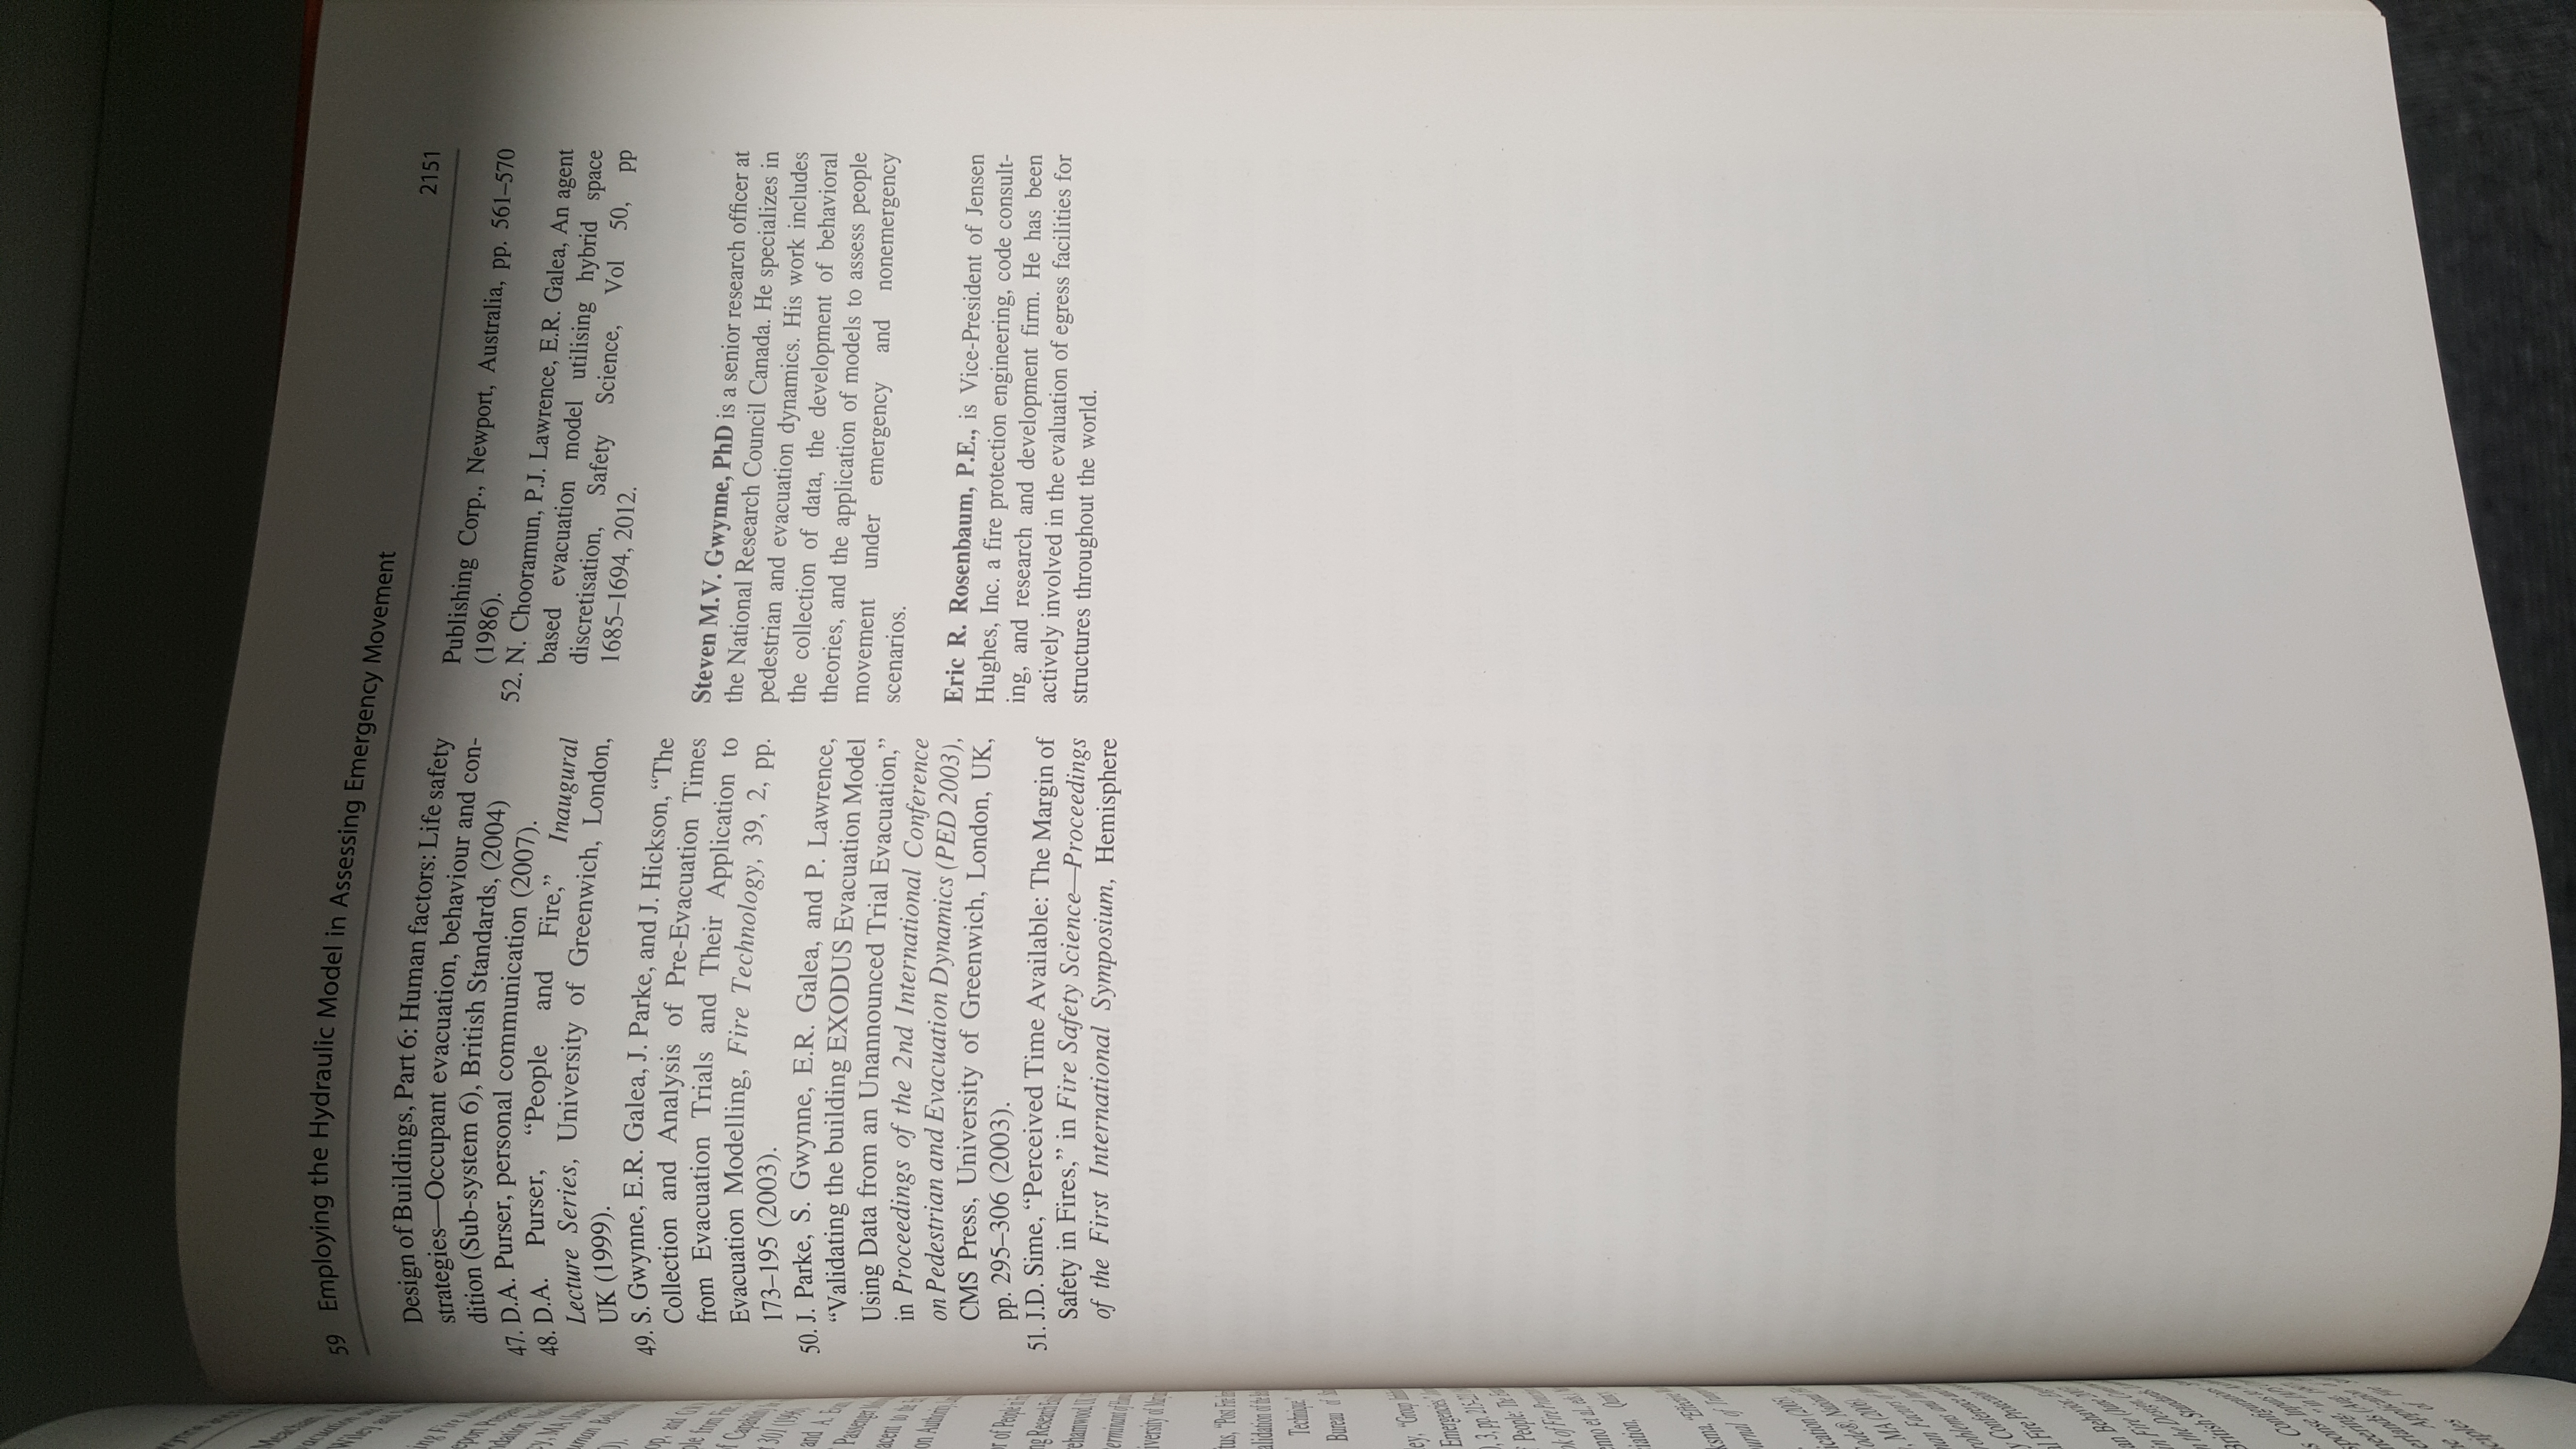 59 Employing the Hydraulic Model in Assessing Emergency Movement
2151
Design of Buildings, Part 6: Human factors: Life safety
strategies—Occupant evacuation, behaviour and con-
dition (Sub-system 6), British Standards, (2004)
47. D.A. Purser, personal communication (2007).
48. D.A. Purser, “People and Fire,” Inaugural
Lecture Series, University of Greenwich, London,
UK (1999).
49. S. Gwynne, E.R. Galea, J. Parke, and J. Hickson, “The
Collection and Analysis of Pre-Evacuation Times
from Evacuation Trials and Their Application to
Evacuation Modelling, Fire Technology, 39, 2, pp.
173–195 (2003).
50. J. Parke, S. Gwynne, E.R. Galea, and P. Lawrence,
“Validating the building EXODUS Evacuation Model
Using Data from an Unannounced Trial Evacuation,”
in Proceedings of the 2nd International Conference
on Pedestrian and Evacuation Dynamics (PED 2003),
CMS Press, University of Greenwich, London, UK,
pp. 295–306 (2003).
51. J.D. Sime, “Perceived Time Available: The Margin of
Safety in Fires,” in Fire Safety Science—Proceedings
of the First International Symposium, Hemisphere
Publishing Corp., Newport, Australia, pp. 561–570
(1986).
52. N. Chooramun, P.J. Lawrence, E.R. Galea, An agent
based evacuation model utilising hybrid space
discretisation, Safety Science, Vol 50, pp
1685–1694, 2012.
Steven M.V. Gwynne, PhD is a senior research officer at
the National Research Council Canada. He specializes in
pedestrian and evacuation dynamics. His work includes
the collection of data, the development of behavioral
theories, and the application of models to assess people
movement under emergency and nonemergency
scenarios.
Eric R. Rosenbaum, P.E., is Vice-President of Jensen
Hughes, Inc. a fire protection engineering, code consult-
ing, and research and development firm. He has been
actively involved in the evaluation of egress facilities for
structures throughout the world.